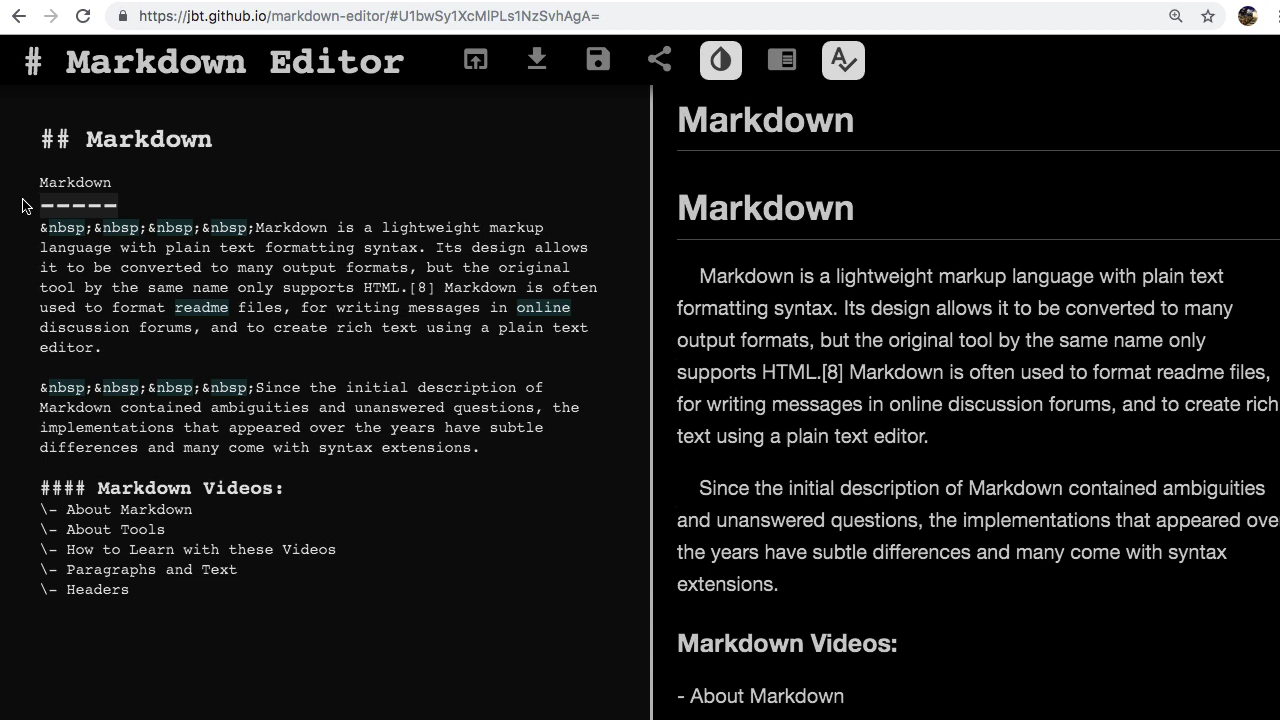 https://jbt.github.io/markdown-editor/#U1bwSy1XcMlPLs1NzSvhAgA=
# Markdown Editor
## Markdown
Markdown
-----
&nbsp;&nbsp;&nbsp;&nbsp;Markdown is a lightweight markup
language with plain text formatting syntax. Its design allows
it to be converted to many output formats, but the original
tool by the same name only supports HTML.[8] Markdown is often
used to format readme files, for writing messages in online
discussion forums, and to create rich text using a plain text
editor.
&nbsp;&nbsp;&nbsp;&nbsp;Since the initial description of
Markdown contained ambiguities and unanswered questions, the
implementations that appeared over the years have subtle
differences and many come with syntax extensions.
#### Markdown Videos:
\- About Markdown
\- About Tools
\- How to Learn with these Videos
\- Paragraphs and Text
\- Headers
Markdown
Markdown
Markdown is a lightweight markup language with plain text
formatting syntax. Its design allows it to be converted to many
output formats, but the original tool by the same name only
supports HTML.[8] Markdown is often used to format readme files,
for writing messages in online discussion forums, and to create rich
text using a plain text editor.
Since the initial description of Markdown contained ambiguities
and unanswered questions, the implementations that appeared ove
the years have subtle differences and many come with syntax
extensions.
Markdown Videos:
- About Markdown